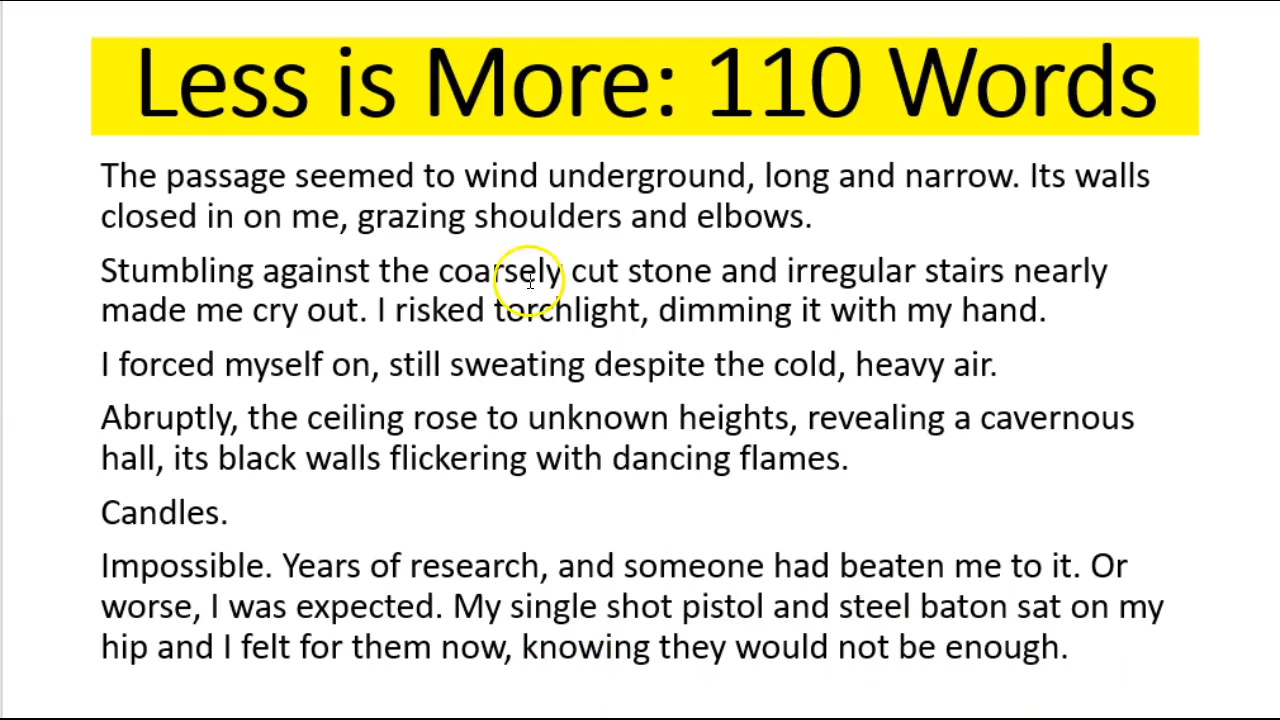 Less is More: 110 Words
The passage seemed to wind underground, long and narrow. Its walls
closed in on me, grazing shoulders and elbows.
Stumbling against the coarsely cut stone and irregular stairs nearly
made me cry out. I risked torchlight, dimming it with my hand.
I forced myself on, still sweating despite the cold, heavy air.
Abruptly, the ceiling rose to unknown heights, revealing a cavernous
hall, its black walls flickering with dancing flames.
Candles.
Impossible. Years of research, and someone had beaten me to it. Or
worse, I was expected. My single shot pistol and steel baton sat on my
hip and I felt for them now, knowing they would not be enough.